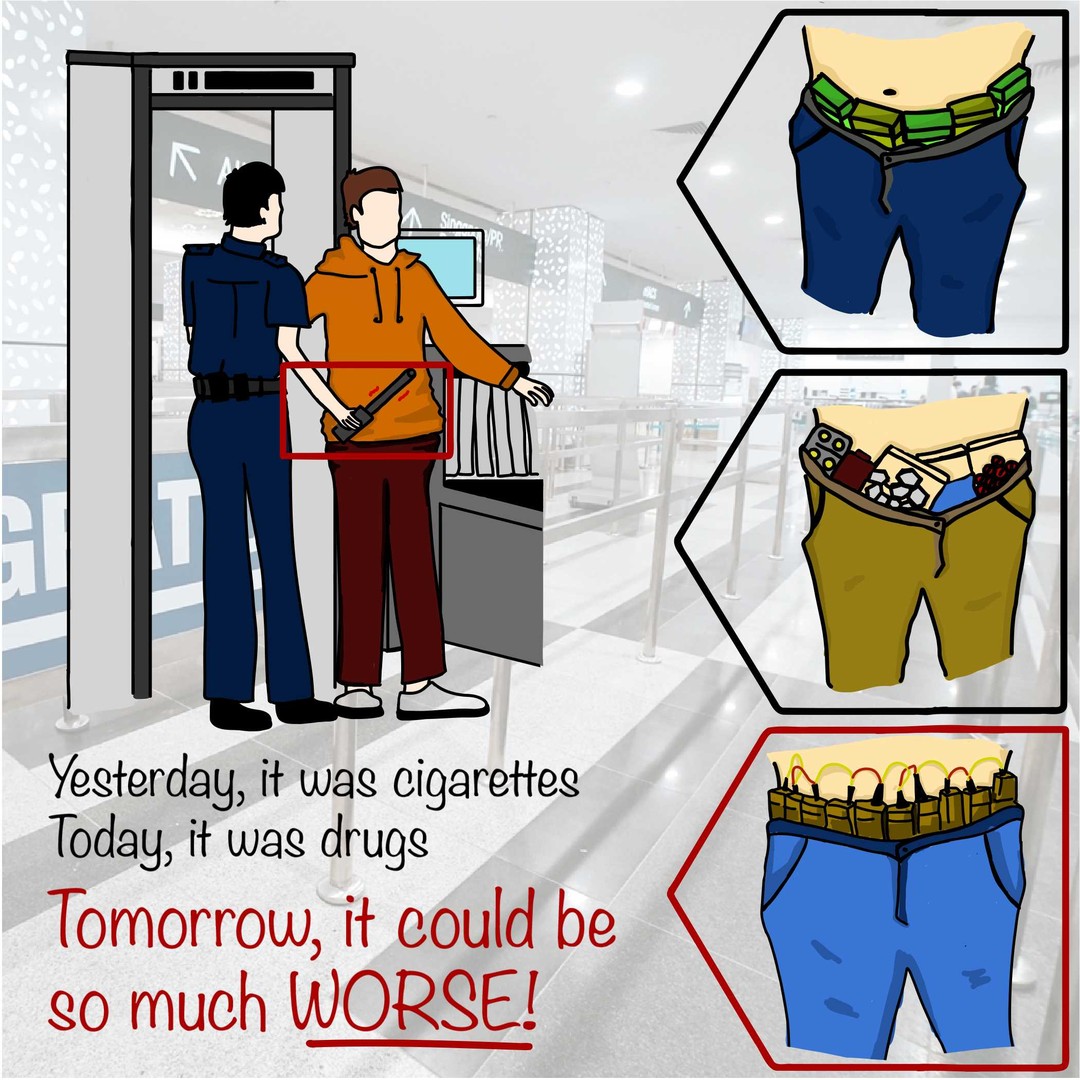 Yesterday, it was cigarettes
Today, it was drugs
Tomorrow, it could be
so much WORSE!